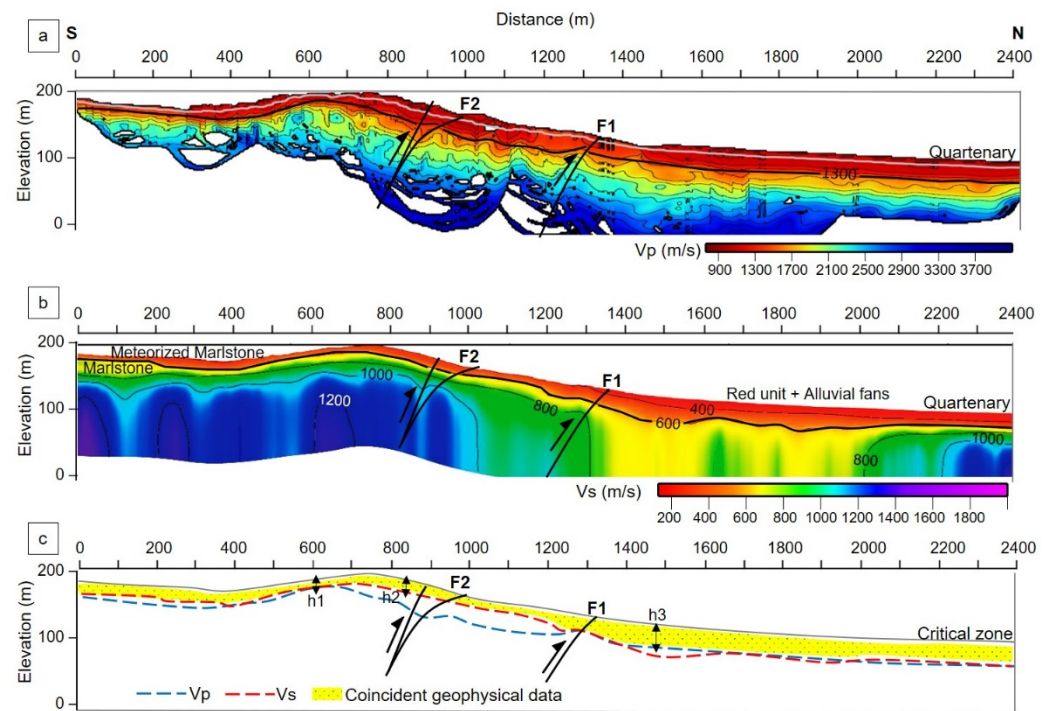 Distance (m)
a
S
N
0 200 400 600 800 1000 1200 1400 1600 1800 2000 2200 2400
Elevation (m)
200
100
0
F2
F1
Quartenary
1300
Vp (m/s)
900 1300 1700 2100 2500 2900 3300 3700
b
0 200 400 600 800 1000 1200 1400 1600 1800 2000 2200 2400
Elevation (m)
200
100
0
Meteorized Marlstone
Marlstone
F2
1000
1200
F1
800
Red unit + Alluvial fans
400
Quartenary
600
1000
800
Vs (m/s)
200 400 600 800 1000 1200 1400 1600 1800
c
0 200 400 600 800 1000 1200 1400 1600 1800 2000 2200 2400
Elevation (m)
200
100
0
h1
h2
F2
F1
h3
Critical zone
Vp
Vs
Coincident geophysical data